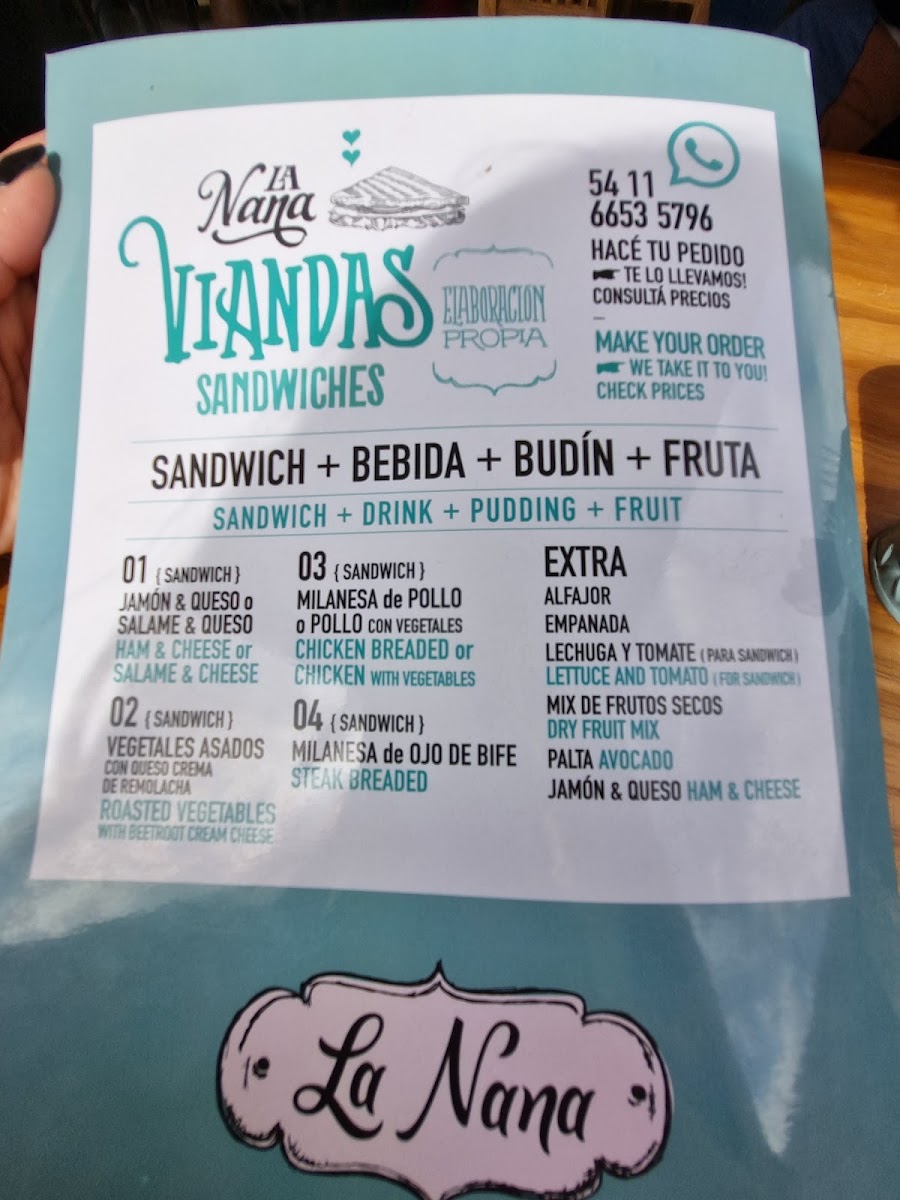 LA
Nana
VIANDAS
SANDWICHES
ELABORACIÓN
PROPIA
54 11
6653 5796
HACÉ TU PEDIDO
TE LO LLEVAMOS!
CONSULTÁ PRECIOS
MAKE YOUR ORDER
WE TAKE IT TO YOU!
CHECK PRICES
SANDWICH + BEBIDA + BUDÍN + FRUTA
SANDWICH + DRINK + PUDDING + FRUIT
01 {SANDWICH}
JAMÓN & QUESO o
SALAME & QUESO
HAM & CHEESE or
SALAME & CHEESE
02 {SANDWICH}
VEGETALES ASADOS
CON QUESO CREMA
DE REMOLACHA
ROASTED VEGETABLES
WITH BEETROOT CREAM CHEESE
03 {SANDWICH}
MILANESA de POLLO
o POLLO CON VEGETALES
CHICKEN BREADED or
CHICKEN WITH VEGETABLES
04 {SANDWICH}
MILANESA de OJO DE BIFE
STEAK BREADED
EXTRA
ALFAJOR
EMPANADA
LECHUGA Y TOMATE (PARA SANDWICH)
LETTUCE AND TOMATO (FOR SANDWICH)
MIX DE FRUTOS SECOS
DRY FRUIT MIX
PALTA AVOCADO
JAMÓN & QUESO HAM & CHEESE
La Nana